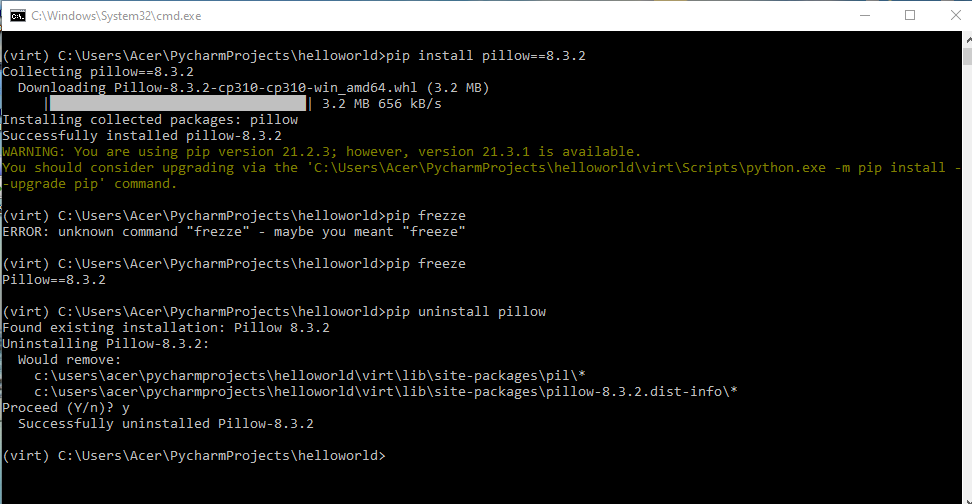 C:\Windows\System32\cmd.exe
(virt) C:\Users\Acer\PycharmProjects\helloworld>pip install pillow==8.3.2
Collecting pillow==8.3.2
  Downloading Pillow-8.3.2-cp310-cp310-win_amd64.whl (3.2 MB)
     |████████████████████████████████| 3.2 MB 656 kB/s
Installing collected packages: pillow
Successfully installed pillow-8.3.2
WARNING: You are using pip version 21.2.3; however, version 21.3.1 is available.
You should consider upgrading via the 'C:\Users\Acer\PycharmProjects\helloworld\virt\Scripts\python.exe -m pip install -
-upgrade pip' command.
(virt) C:\Users\Acer\PycharmProjects\helloworld>pip frezze
ERROR: unknown command "frezze" - maybe you meant "freeze"
(virt) C:\Users\Acer\PycharmProjects\helloworld>pip freeze
Pillow==8.3.2
(virt) C:\Users\Acer\PycharmProjects\helloworld>pip uninstall pillow
Found existing installation: Pillow 8.3.2
Uninstalling Pillow-8.3.2:
  Would remove:
    c:\users\acer\pycharmprojects\helloworld\virt\lib\site-packages\pil\*
    c:\users\acer\pycharmprojects\helloworld\virt\lib\site-packages\pillow-8.3.2.dist-info\*
Proceed (Y/n)? y
  Successfully uninstalled Pillow-8.3.2
(virt) C:\Users\Acer\PycharmProjects\helloworld>